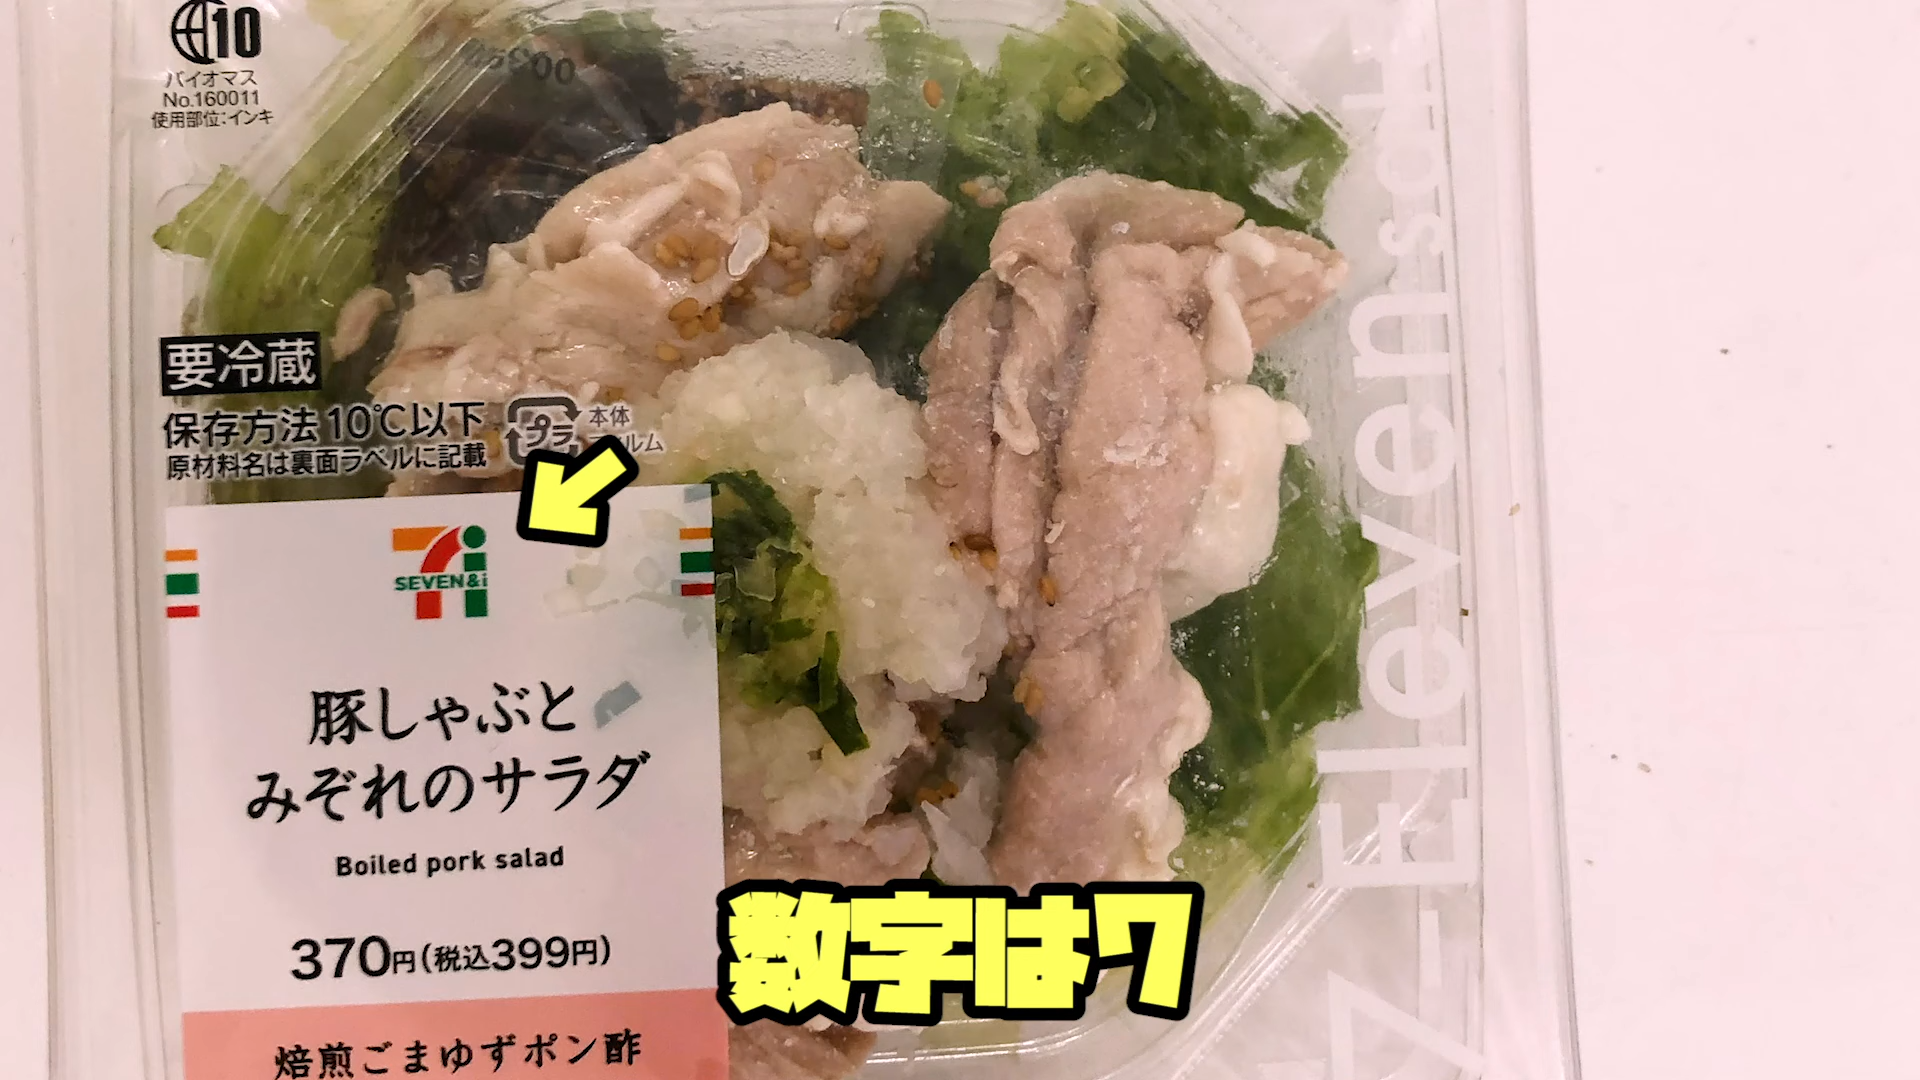 10
バイオマス
No.160011
使用部位:インキ
要冷蔵
保存方法10℃以下
原材料名は裏面ラベルに記載
プラ
本体
SEVEN&i
豚しゃぶと
みぞれのサラダ
Boiled pork salad
370円(税込399円)
焙煎ごまゆずポン酢
数字は7
7-Eleven